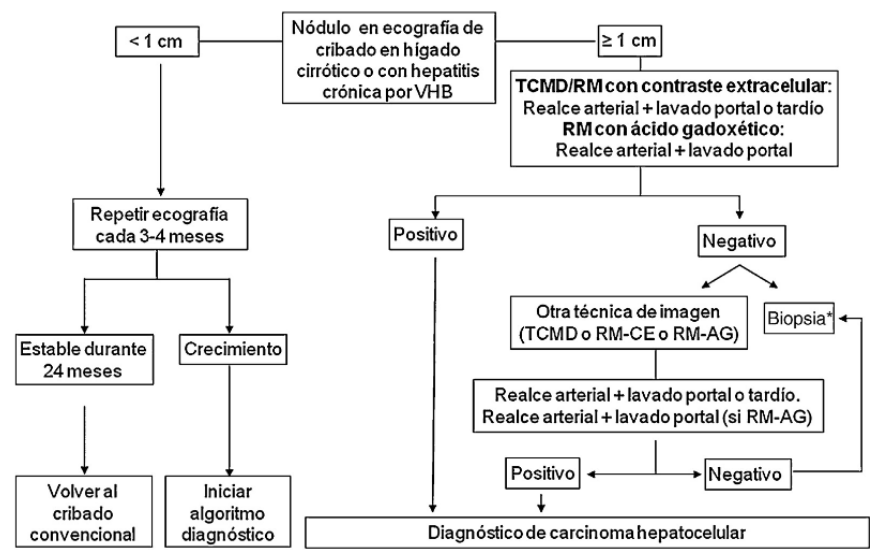 Nódulo en ecografía de
cribado en hígado
cirrótico o con hepatitis
crónica por VHB
< 1 cm
≥ 1 cm
TCMD/RM con contraste extracelular:
Realce arterial + lavado portal o tardío
RM con ácido gadoxético:
Realce arterial + lavado portal
Repetir ecografía
cada 3-4 meses
Positivo
Negativo
Otra técnica de imagen
(TCMD o RM-CE o RM-AG)
Biopsia*
Estable durante
24 meses
Crecimiento
Realce arterial + lavado portal o tardío.
Realce arterial + lavado portal (si RM-AG)
Positivo
Negativo
Volver al
cribado
convencional
Iniciar
algoritmo
diagnóstico
Diagnóstico de carcinoma hepatocelular